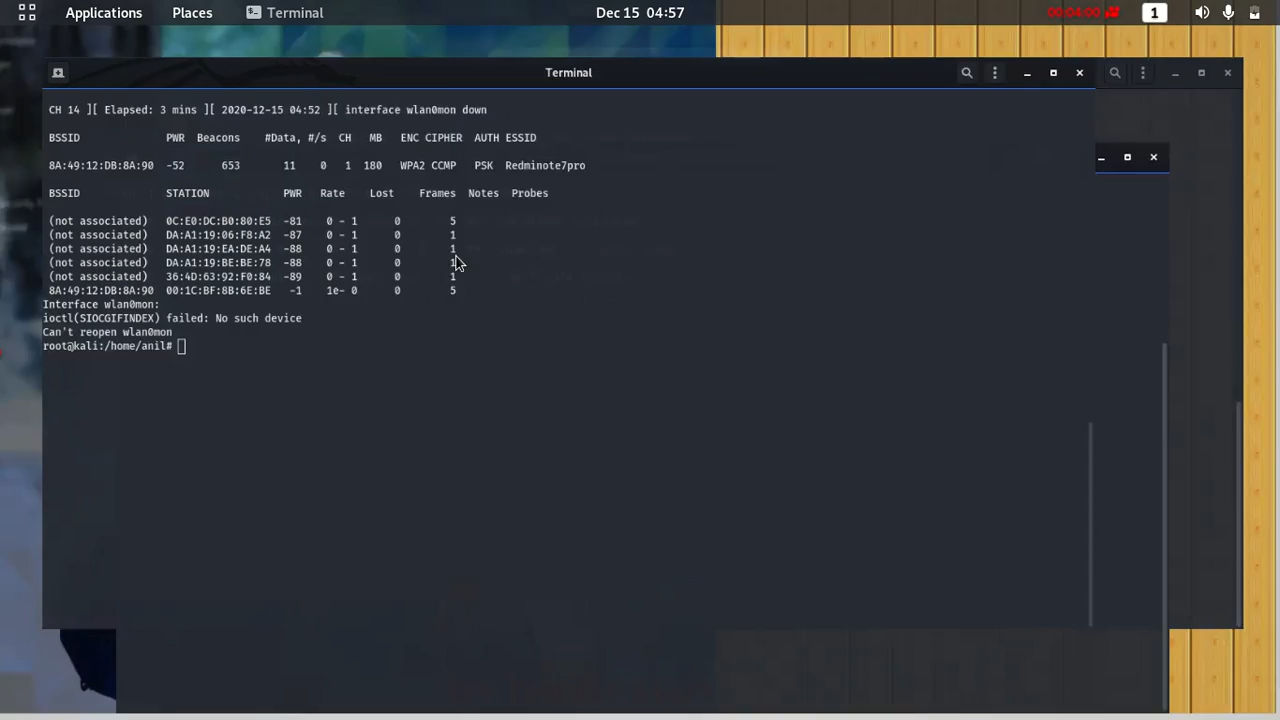 Applications Places Terminal Dec 15 04:57 00:04:00 1
Terminal
CH 14 ][ Elapsed: 3 mins ][ 2020-12-15 04:52 ][ interface wlan0mon down
BSSID PWR Beacons #Data, #/s CH MB ENC CIPHER AUTH ESSID
8A:49:12:DB:8A:90 -52 653 11 0 1 180 WPA2 CCMP PSK Redminote7pro
BSSID STATION PWR Rate Lost Frames Notes Probes
(not associated) 0C:E0:DC:B0:80:E5 -81 0 - 1 0 5
(not associated) DA:A1:19:06:F8:A2 -87 0 - 1 0 1
(not associated) DA:A1:19:EA:DE:A4 -88 0 - 1 0 1
(not associated) DA:A1:19:BE:BE:78 -88 0 - 1 0 1
(not associated) 36:4D:63:92:F0:84 -89 0 - 1 0 1
8A:49:12:DB:8A:90 00:1C:BF:8B:6E:BE -1 1e- 0 0 5
Interface wlan0mon:
ioctl(SIOCGIFINDEX) failed: No such device
Can't reopen wlan0mon
root@kali:/home/anil#